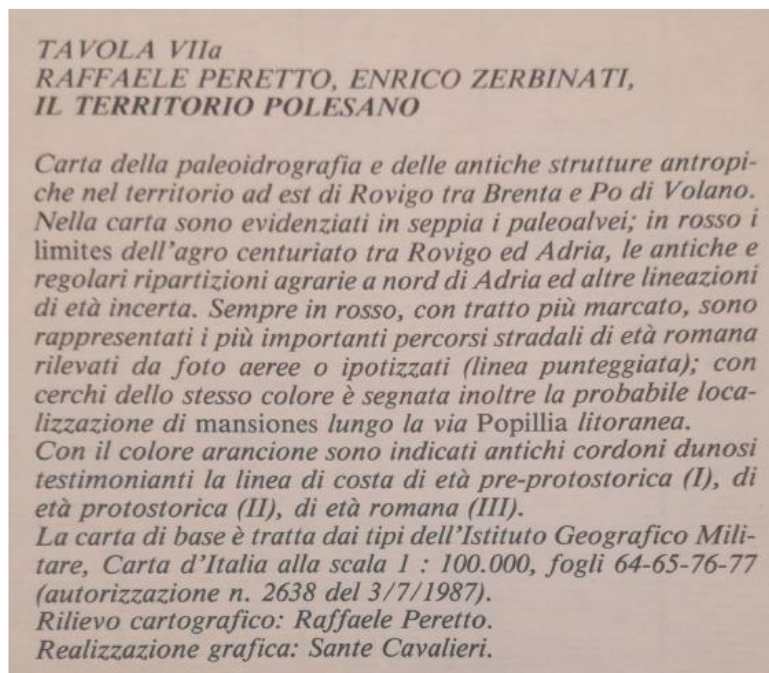 TAVOLA VIIa
RAFFAELE PERETTO, ENRICO ZERBINATI,
IL TERRITORIO POLESANO
Carta della paleoidrografia e delle antiche strutture antropi-
che nel territorio ad est di Rovigo tra Brenta e Po di Volano.
Nella carta sono evidenziati in seppia i paleoalvei; in rosso i
limites dell'agro centuriato tra Rovigo ed Adria, le antiche e
regolari ripartizioni agrarie a nord di Adria ed altre lineazioni
di età incerta. Sempre in rosso, con tratto più marcato, sono
rappresentati i più importanti percorsi stradali di età romana
rilevati da foto aeree o ipotizzati (linea punteggiata); con
cerchi dello stesso colore è segnata inoltre la probabile loca-
lizzazione di mansiones lungo la via Popillia litoranea.
Con il colore arancione sono indicati antichi cordoni dunosi
testimonianti la linea di costa di età pre-protostorica (I), di
età protostorica (II), di età romana (III).
La carta di base è tratta dai tipi dell'Istituto Geografico Mili-
tare, Carta d'Italia alla scala 1 : 100.000, fogli 64-65-76-77
(autorizzazione n. 2638 del 3/7/1987).
Rilievo cartografico: Raffaele Peretto.
Realizzazione grafica: Sante Cavalieri.